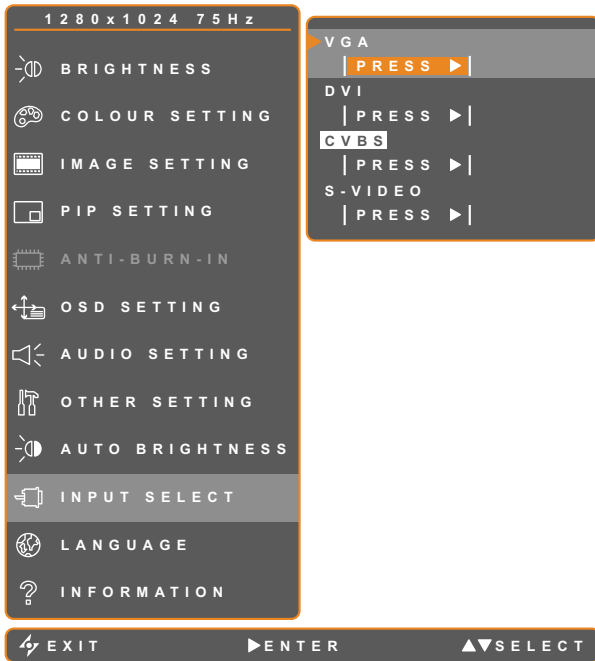 1280x1024 75Hz
BRIGHTNESS
COLOUR SETTING
IMAGE SETTING
PIP SETTING
ANTI-BURN-IN
OSD SETTING
AUDIO SETTING
OTHER SETTING
AUTO BRIGHTNESS
INPUT SELECT
LANGUAGE
INFORMATION
VGA
PRESS
DVI
PRESS
CVBS
PRESS
S-VIDEO
PRESS
EXIT ENTER SELECT